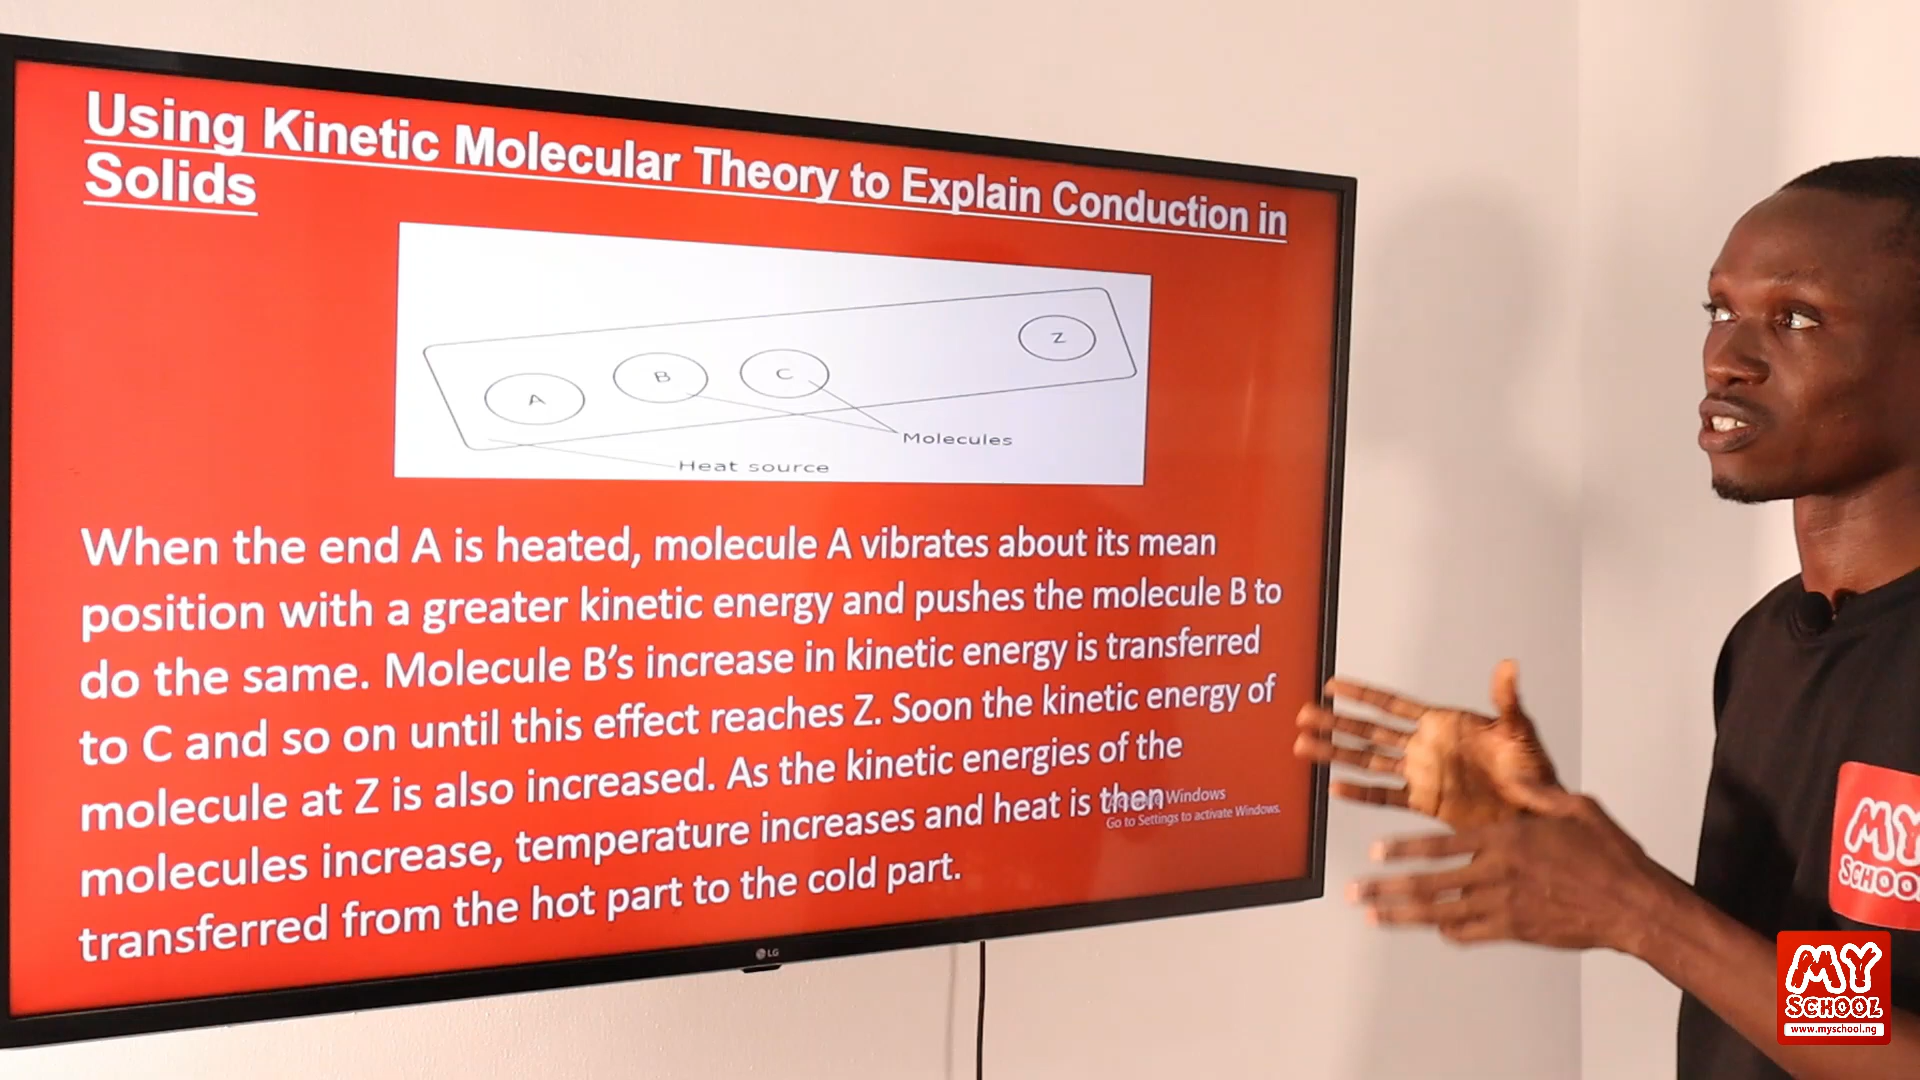 Using Kinetic Molecular Theory to Explain Conduction in
Solids
A
B
C
Z
Molecules
Heat source
When the end A is heated, molecule A vibrates about its mean
position with a greater kinetic energy and pushes the molecule B to
do the same. Molecule B's increase in kinetic energy is transferred
to C and so on until this effect reaches Z. Soon the kinetic energy of
molecule at Z is also increased. As the kinetic energies of the
molecules increase, temperature increases and heat is then
transferred from the hot part to the cold part.
Windows
Go to Settings to activate Windows.
LG
MY
SCHOO
MY
SCHOOL
www.myschool.ng